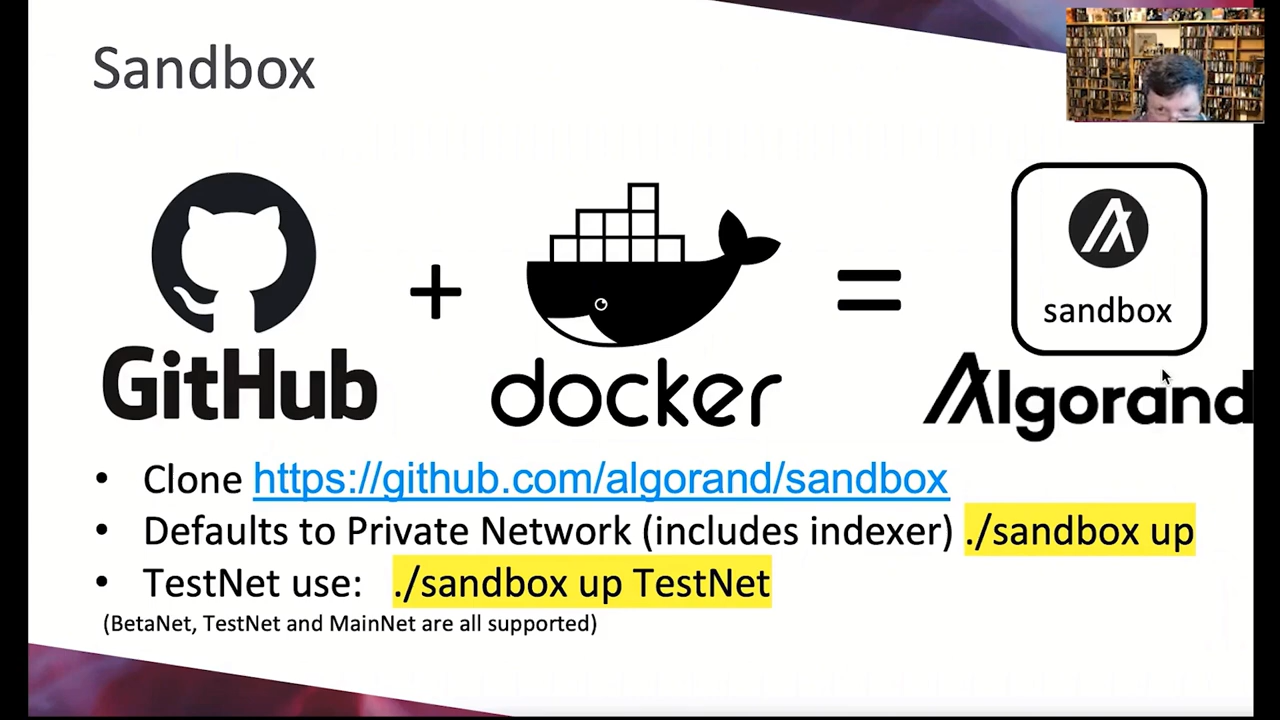 Sandbox
GitHub + docker = sandbox
Algorand
• Clone https://github.com/algorand/sandbox
• Defaults to Private Network (includes indexer) ./sandbox up
• TestNet use: ./sandbox up TestNet
(BetaNet, TestNet and MainNet are all supported)